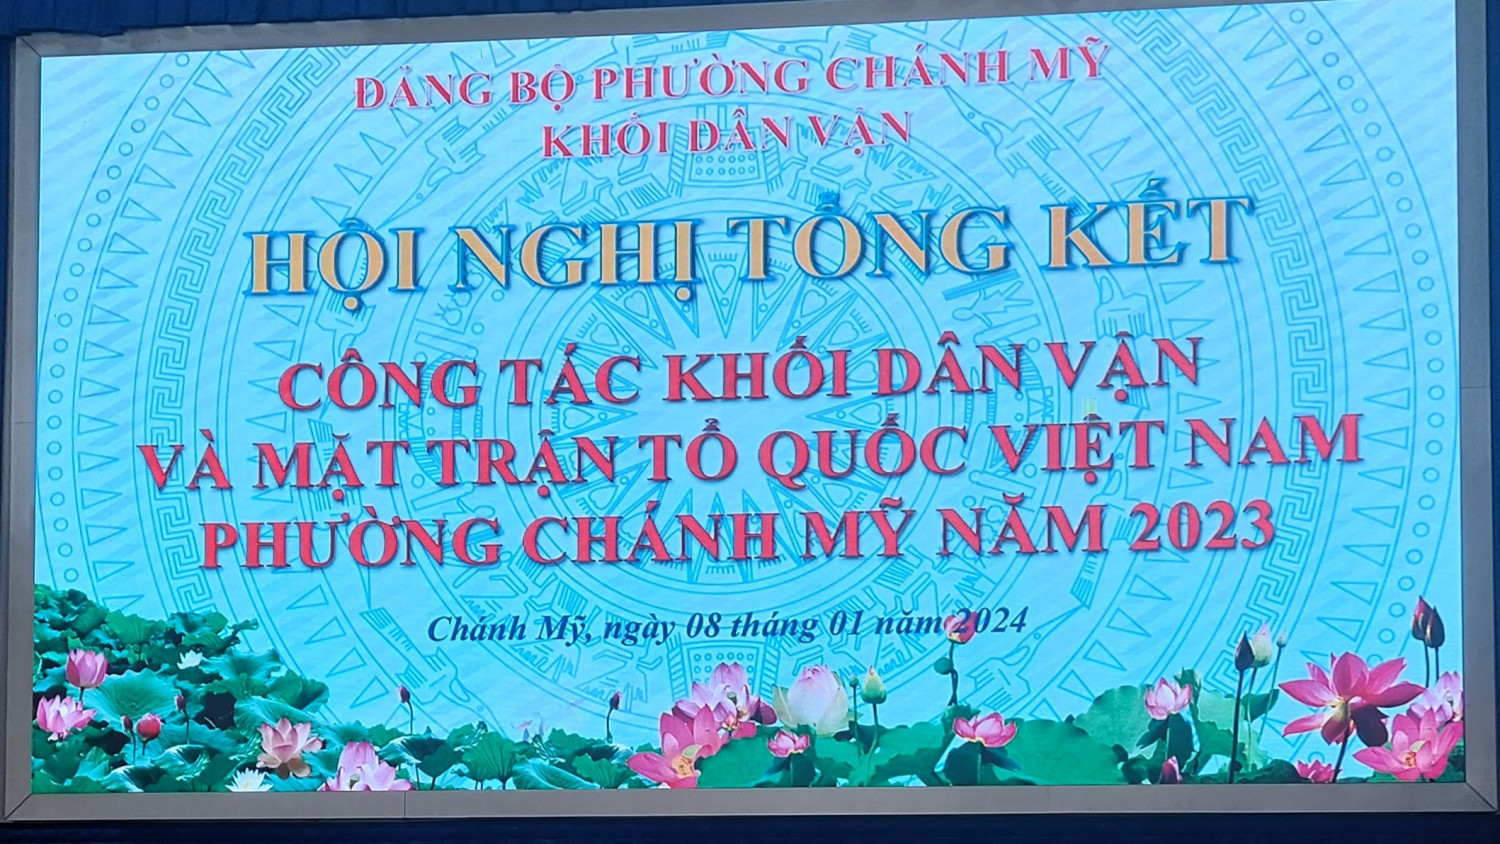 ĐẢNG BỘ PHƯỜNG CHÁNH MỸ
KHỐI DÂN VẬN
HỘI NGHỊ TỔNG KẾT
CÔNG TÁC KHỐI DÂN VẬN
VÀ MẶT TRẬN TỔ QUỐC VIỆT NAM
PHƯỜNG CHÁNH MỸ NĂM 2023
Chánh Mỹ, ngày 08 tháng 01 năm 2024